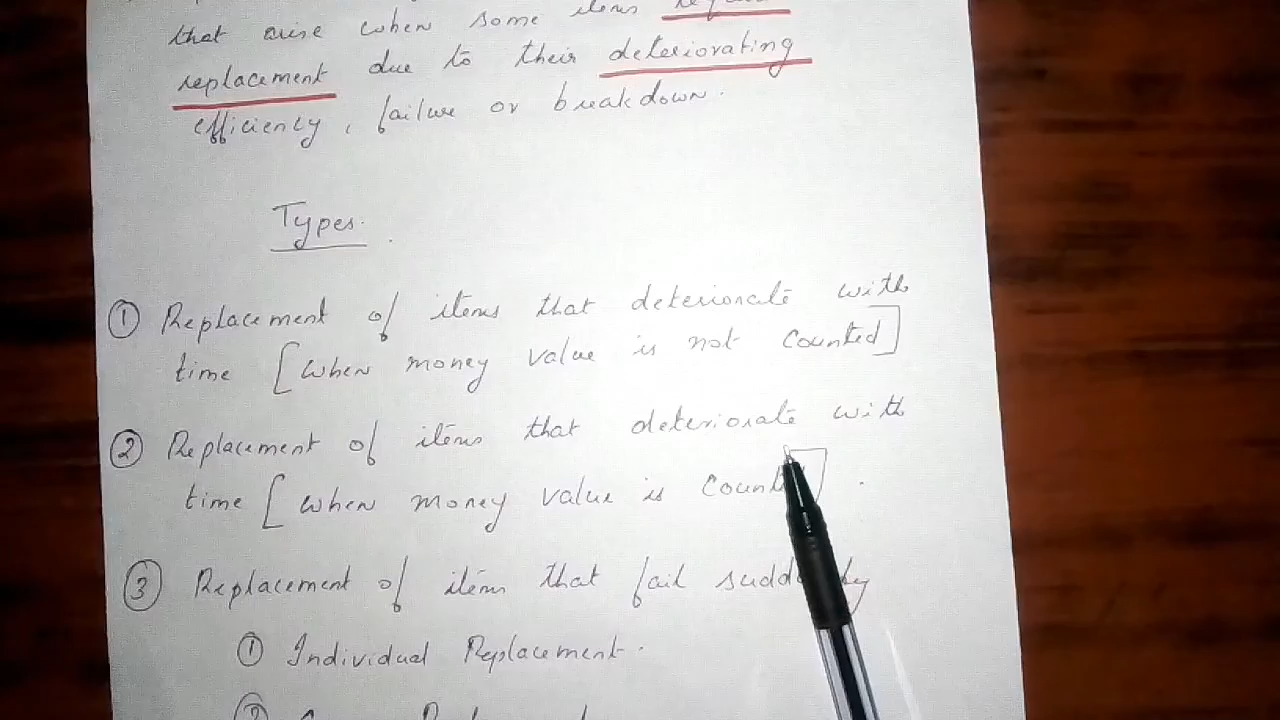 that arise when some items
replacement due to their deteriorating
efficiency, failure or breakdown.
Types.
① Replacement of items that deteriorate with
time [when money value is not counted]
② Replacement of items that deteriorate with
time [when money value is count]
③ Replacement of items that fail suddenly
① Individual Replacement.
②